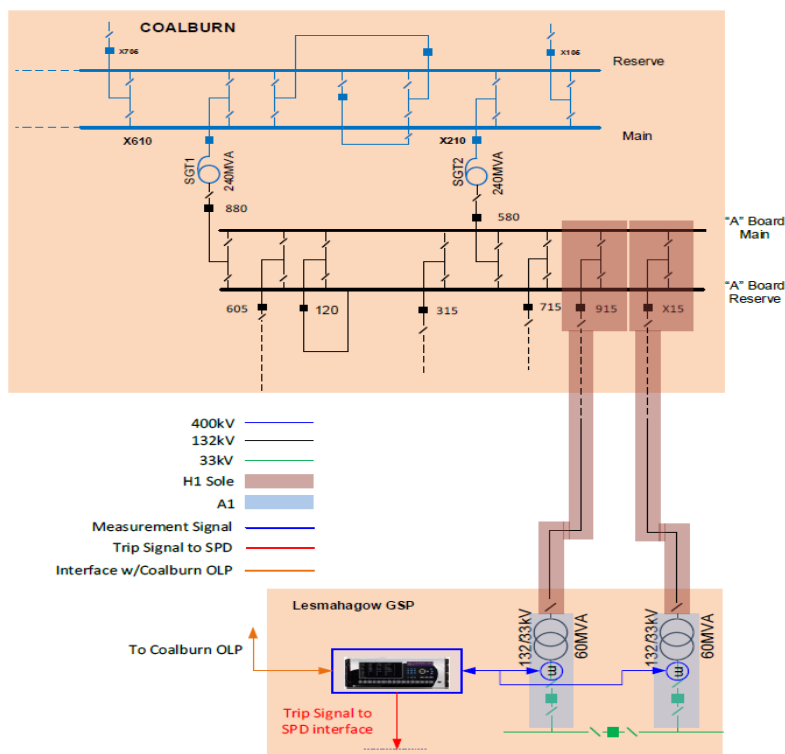 COALBURN
X706
X106
Reserve
Main
X610
X210
SGT1
240MVA
SGT2
240MVA
880
580
"A" Board
Main
"A" Board
Reserve
605
120
315
715
915
X15
400kV
132kV
33kV
H1 Sole
A1
Measurement Signal
Trip Signal to SPD
Interface w/Coalburn OLP
Lesmahagow GSP
132/33kV
60MVA
132/33kV
60MVA
To Coalburn OLP
Trip Signal to
SPD interface